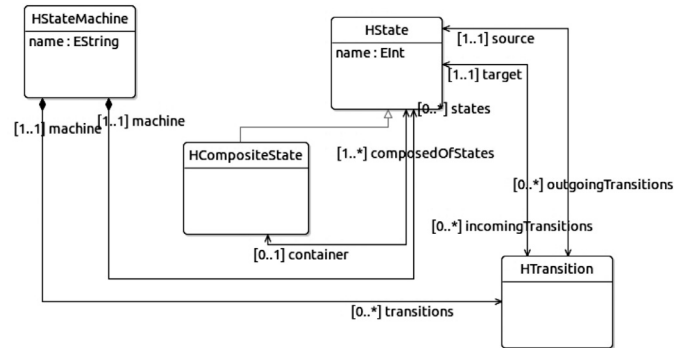 HStateMachine
name : EString
HState
name : EInt
[1..1] source
[1..1] target
[0..*] states
[1..1] machine
[1..1] machine
HCompositeState
[1..*] composedOfStates
[0..*] outgoingTransitions
[0..*] incomingTransitions
[0..1] container
HTransition
[0..*] transitions